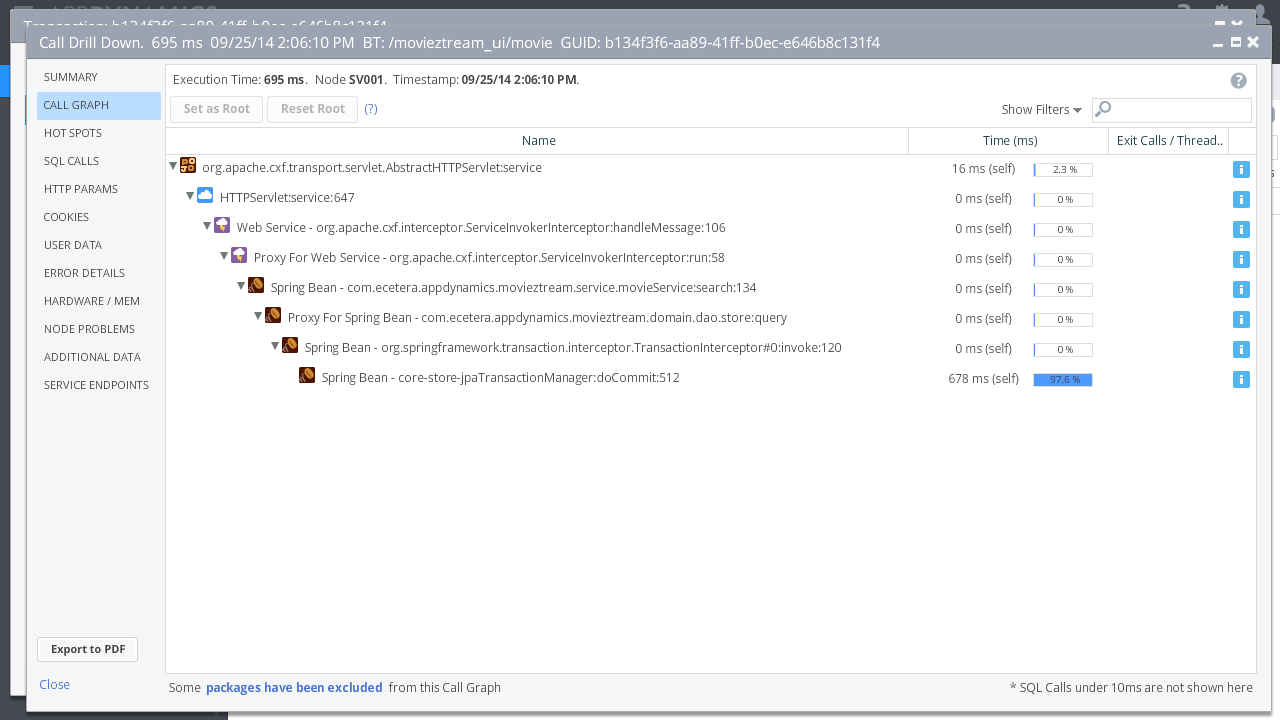 Call Drill Down. 695 ms 09/25/14 2:06:10 PM BT: /movieztream_ui/movie GUID: b134f3f6-aa89-41ff-b0ec-e646b8c131f4
SUMMARY
CALL GRAPH
HOT SPOTS
SQL CALLS
HTTP PARAMS
COOKIES
USER DATA
ERROR DETAILS
HARDWARE / MEM
NODE PROBLEMS
ADDITIONAL DATA
SERVICE ENDPOINTS
Export to PDF
Close
Execution Time: 695 ms. Node SV001. Timestamp: 09/25/14 2:06:10 PM.
?
Set as Root Reset Root (?) Show Filters
Name Time (ms) Exit Calls / Thread..
org.apache.cxf.transport.servlet.AbstractHTTPServlet:service 16 ms (self) 2.3 % i
HTTPServlet:service:647 0 ms (self) 0 % i
Web Service - org.apache.cxf.interceptor.ServiceInvokerInterceptor:handleMessage:106 0 ms (self) 0 % i
Proxy For Web Service - org.apache.cxf.interceptor.ServiceInvokerInterceptor:run:58 0 ms (self) 0 % i
Spring Bean - com.ecetera.appdynamics.movieztream.service.movieService:search:134 0 ms (self) 0 % i
Proxy For Spring Bean - com.ecetera.appdynamics.movieztream.domain.dao.store:query 0 ms (self) 0 % i
Spring Bean - org.springframework.transaction.interceptor.TransactionInterceptor#0:invoke:120 0 ms (self) 0 % i
Spring Bean - core-store-jpaTransactionManager:doCommit:512 678 ms (self) 97.6 % i
Some packages have been excluded from this Call Graph * SQL Calls under 10ms are not shown here